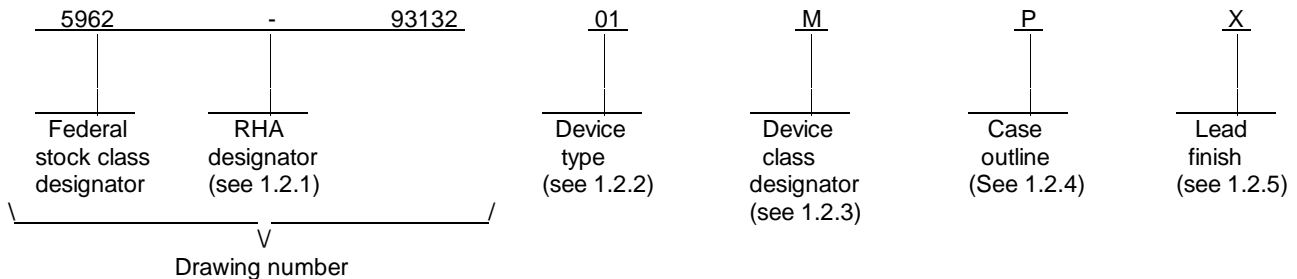 5962 - 93132 01 M P X
Federal stock class designator
RHA designator (see 1.2.1)
Device type (see 1.2.2)
Device class designator (see 1.2.3)
Case outline (See 1.2.4)
Lead finish (see 1.2.5)
Drawing number